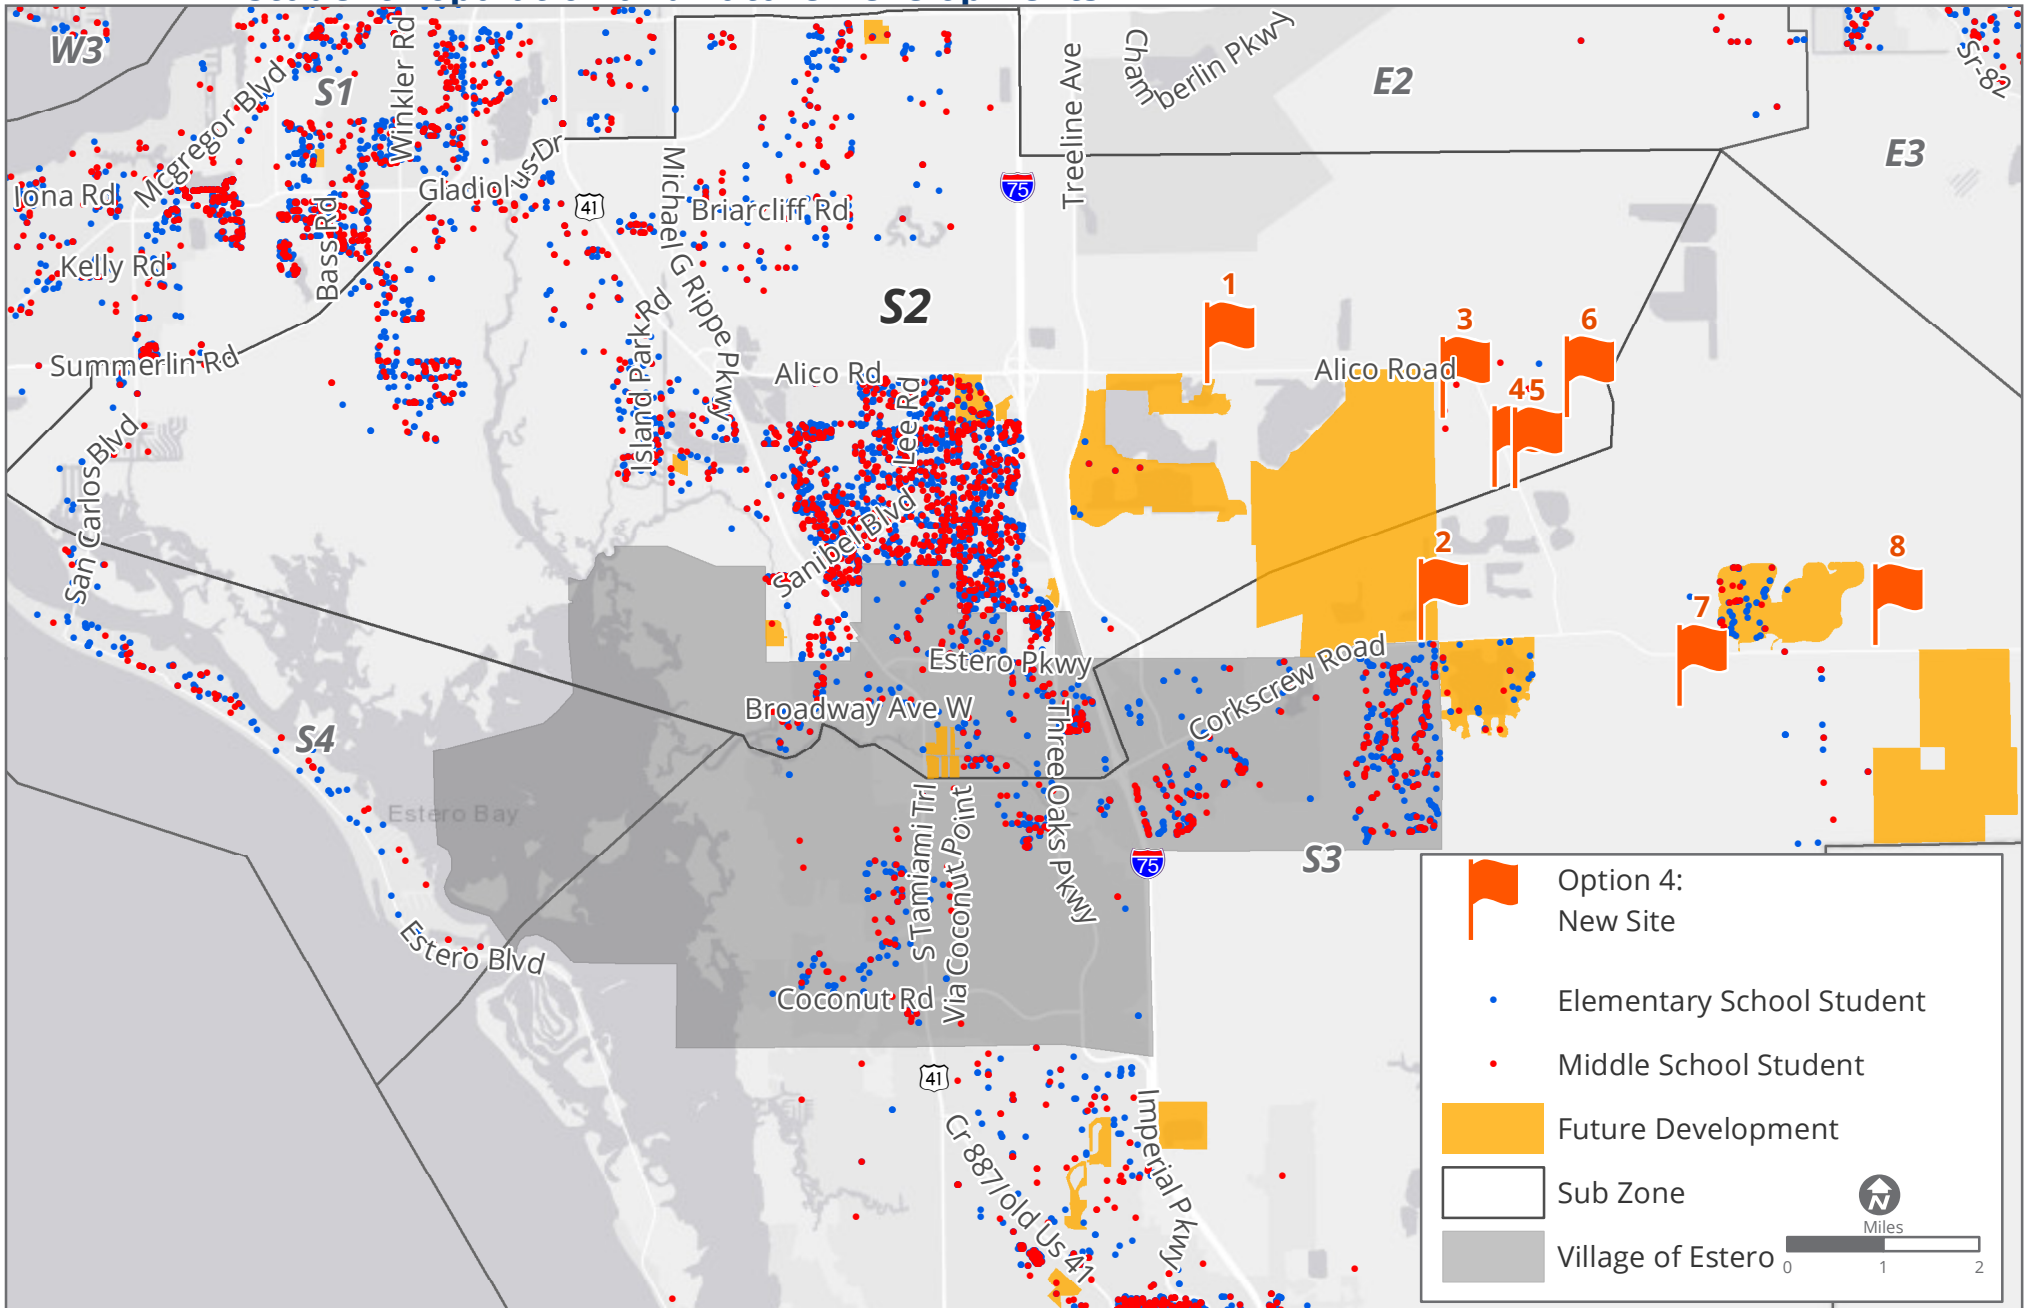 W3
S1
Winkler Rd
Mcgregor Blvd
Iona Rd
Gladiolus Dr
Kelly Rd
Bass Rd
Summerlin Rd
San Carlos Blvd
41
Michael G Rippe Pkwy
Briarcliff Rd
Island Park Rd
75
Treeline Ave
Chamberlin Pkwy
E2
Sr-82
E3
S2
1
3
6
45
Alico Rd
Alico Road
Lee Rd
Sanibel Blvd
2
8
7
Estero Pkwy
Corkscrew Road
Broadway Ave W
Three Oaks Pkwy
S4
Estero Bay
S Tamiami Trl
Via Coconut Point
75
S3
Estero Blvd
Coconut Rd
41
Cr 887/old Us 41
Imperial Pkwy
Option 4:
New Site
Elementary School Student
Middle School Student
Future Development
Sub Zone
Village of Estero
N
Miles
0 1 2